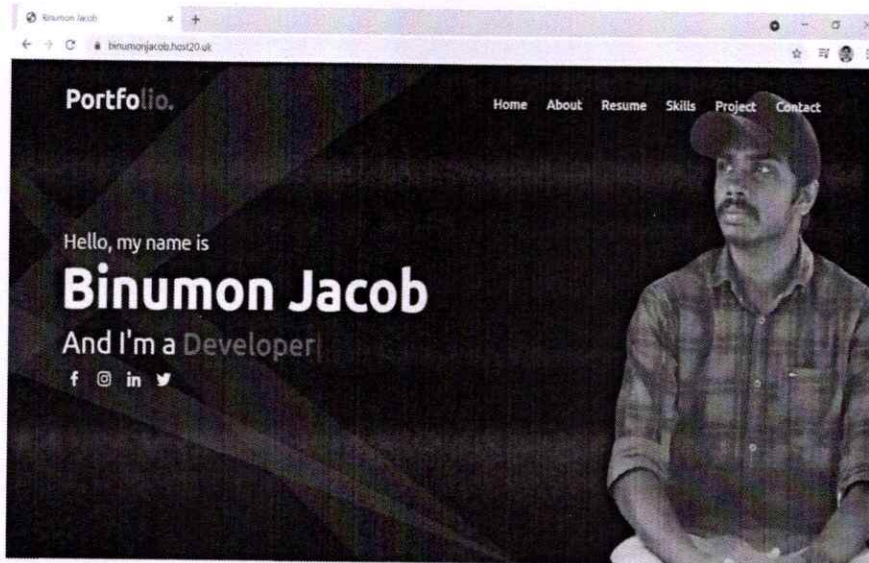 Binumon Jacob
binumonjacob.host20.uk
Portfolio.
Home About Resume Skills Project Contact
Hello, my name is
Binumon Jacob
And I'm a Developer
f in